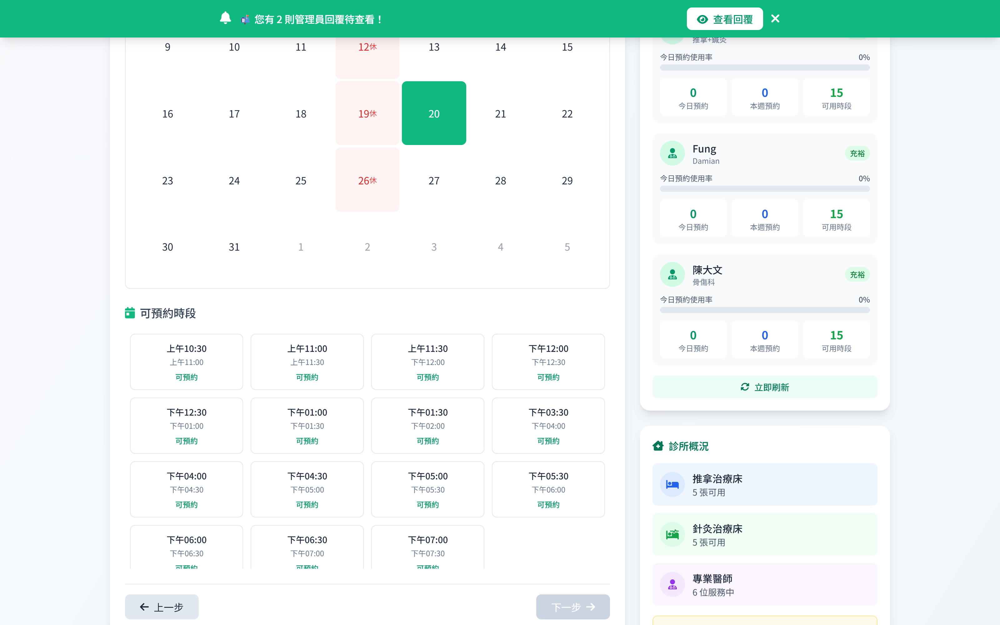 📬 您有 2 則管理員回覆待查看！
查看回覆
9 10 11 12休 13 14 15
16 17 18 19休 20 21 22
23 24 25 26休 27 28 29
30 31 1 2 3 4 5
可預約時段
上午10:30 上午11:00 上午11:30 下午12:00
上午11:00 上午11:30 下午12:00 下午12:30
可預約 可預約 可預約 可預約
下午12:30 下午01:00 下午01:30 下午03:30
下午01:00 下午01:30 下午02:00 下午04:00
可預約 可預約 可預約 可預約
下午04:00 下午04:30 下午05:00 下午05:30
下午04:30 下午05:00 下午05:30 下午06:00
可預約 可預約 可預約 可預約
下午06:00 下午06:30 下午07:00
下午06:30 下午07:00 下午07:30
可預約 可預約 可預約
上一步
下一步
推拿+鍼灸
今日預約使用率 0%
0 0 15
今日預約 本週預約 可用時段
Fung
Damian
充裕
今日預約使用率 0%
0 0 15
今日預約 本週預約 可用時段
陳大文
骨傷科
充裕
今日預約使用率 0%
0 0 15
今日預約 本週預約 可用時段
立即刷新
診所概況
推拿治療床
5 張可用
針灸治療床
5 張可用
專業醫師
6 位服務中